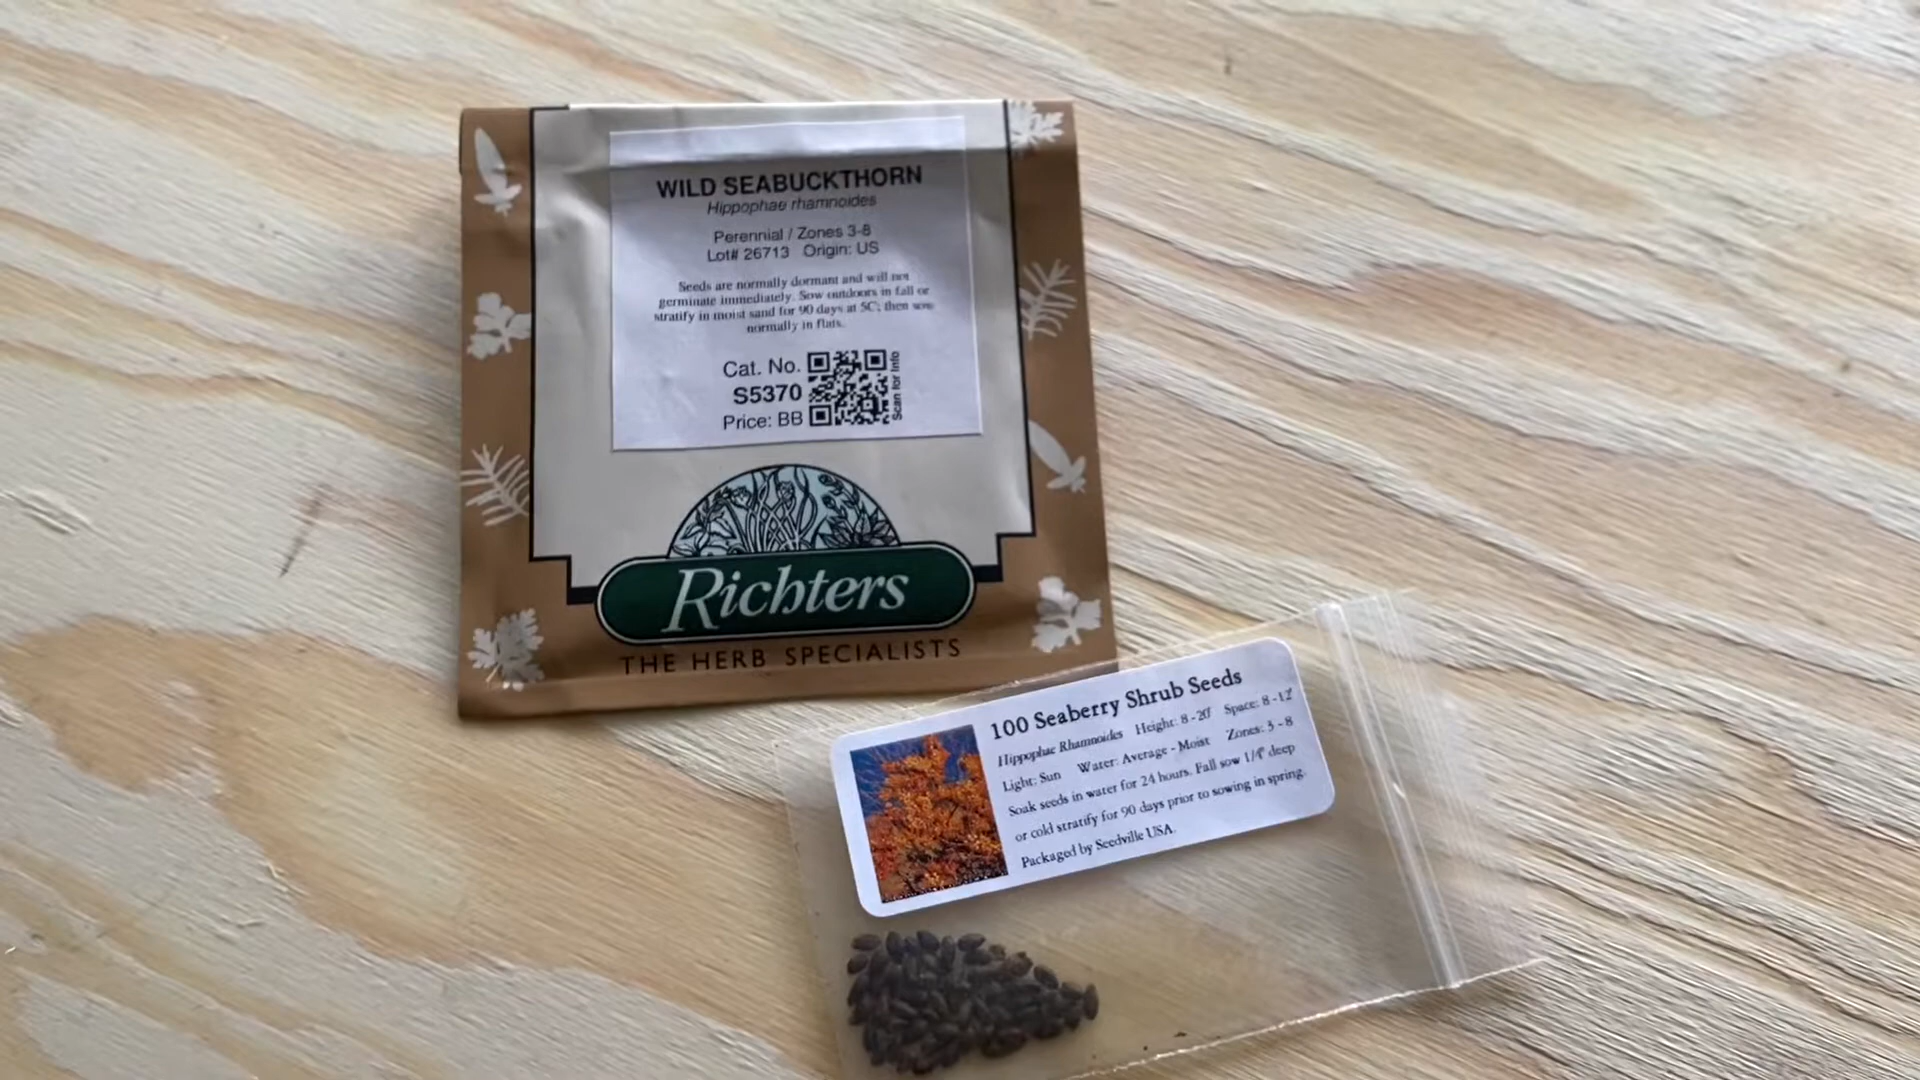 WILD SEABUCKTHORN
Hippophae rhamnoides
Perennial / Zones 3-8
Lot# 26713 Origin: US
Seeds are normally dormant and will not
germinate immediately. Sow outdoors in fall or
stratify in moist sand for 90 days at 5C; then sow
normally in flats.
Cat. No.
S5370
Price: BB
Scan for Info
Richters
THE HERB SPECIALISTS
100 Seaberry Shrub Seeds
Hippophae Rhamnoides Height: 8-20' Space: 8-12'
Light: Sun Water: Average - Moist Zones: 3-8
Soak seeds in water for 24 hours. Fall sow 1/4" deep
or cold stratify for 90 days prior to sowing in spring.
Packaged by Seedville USA.